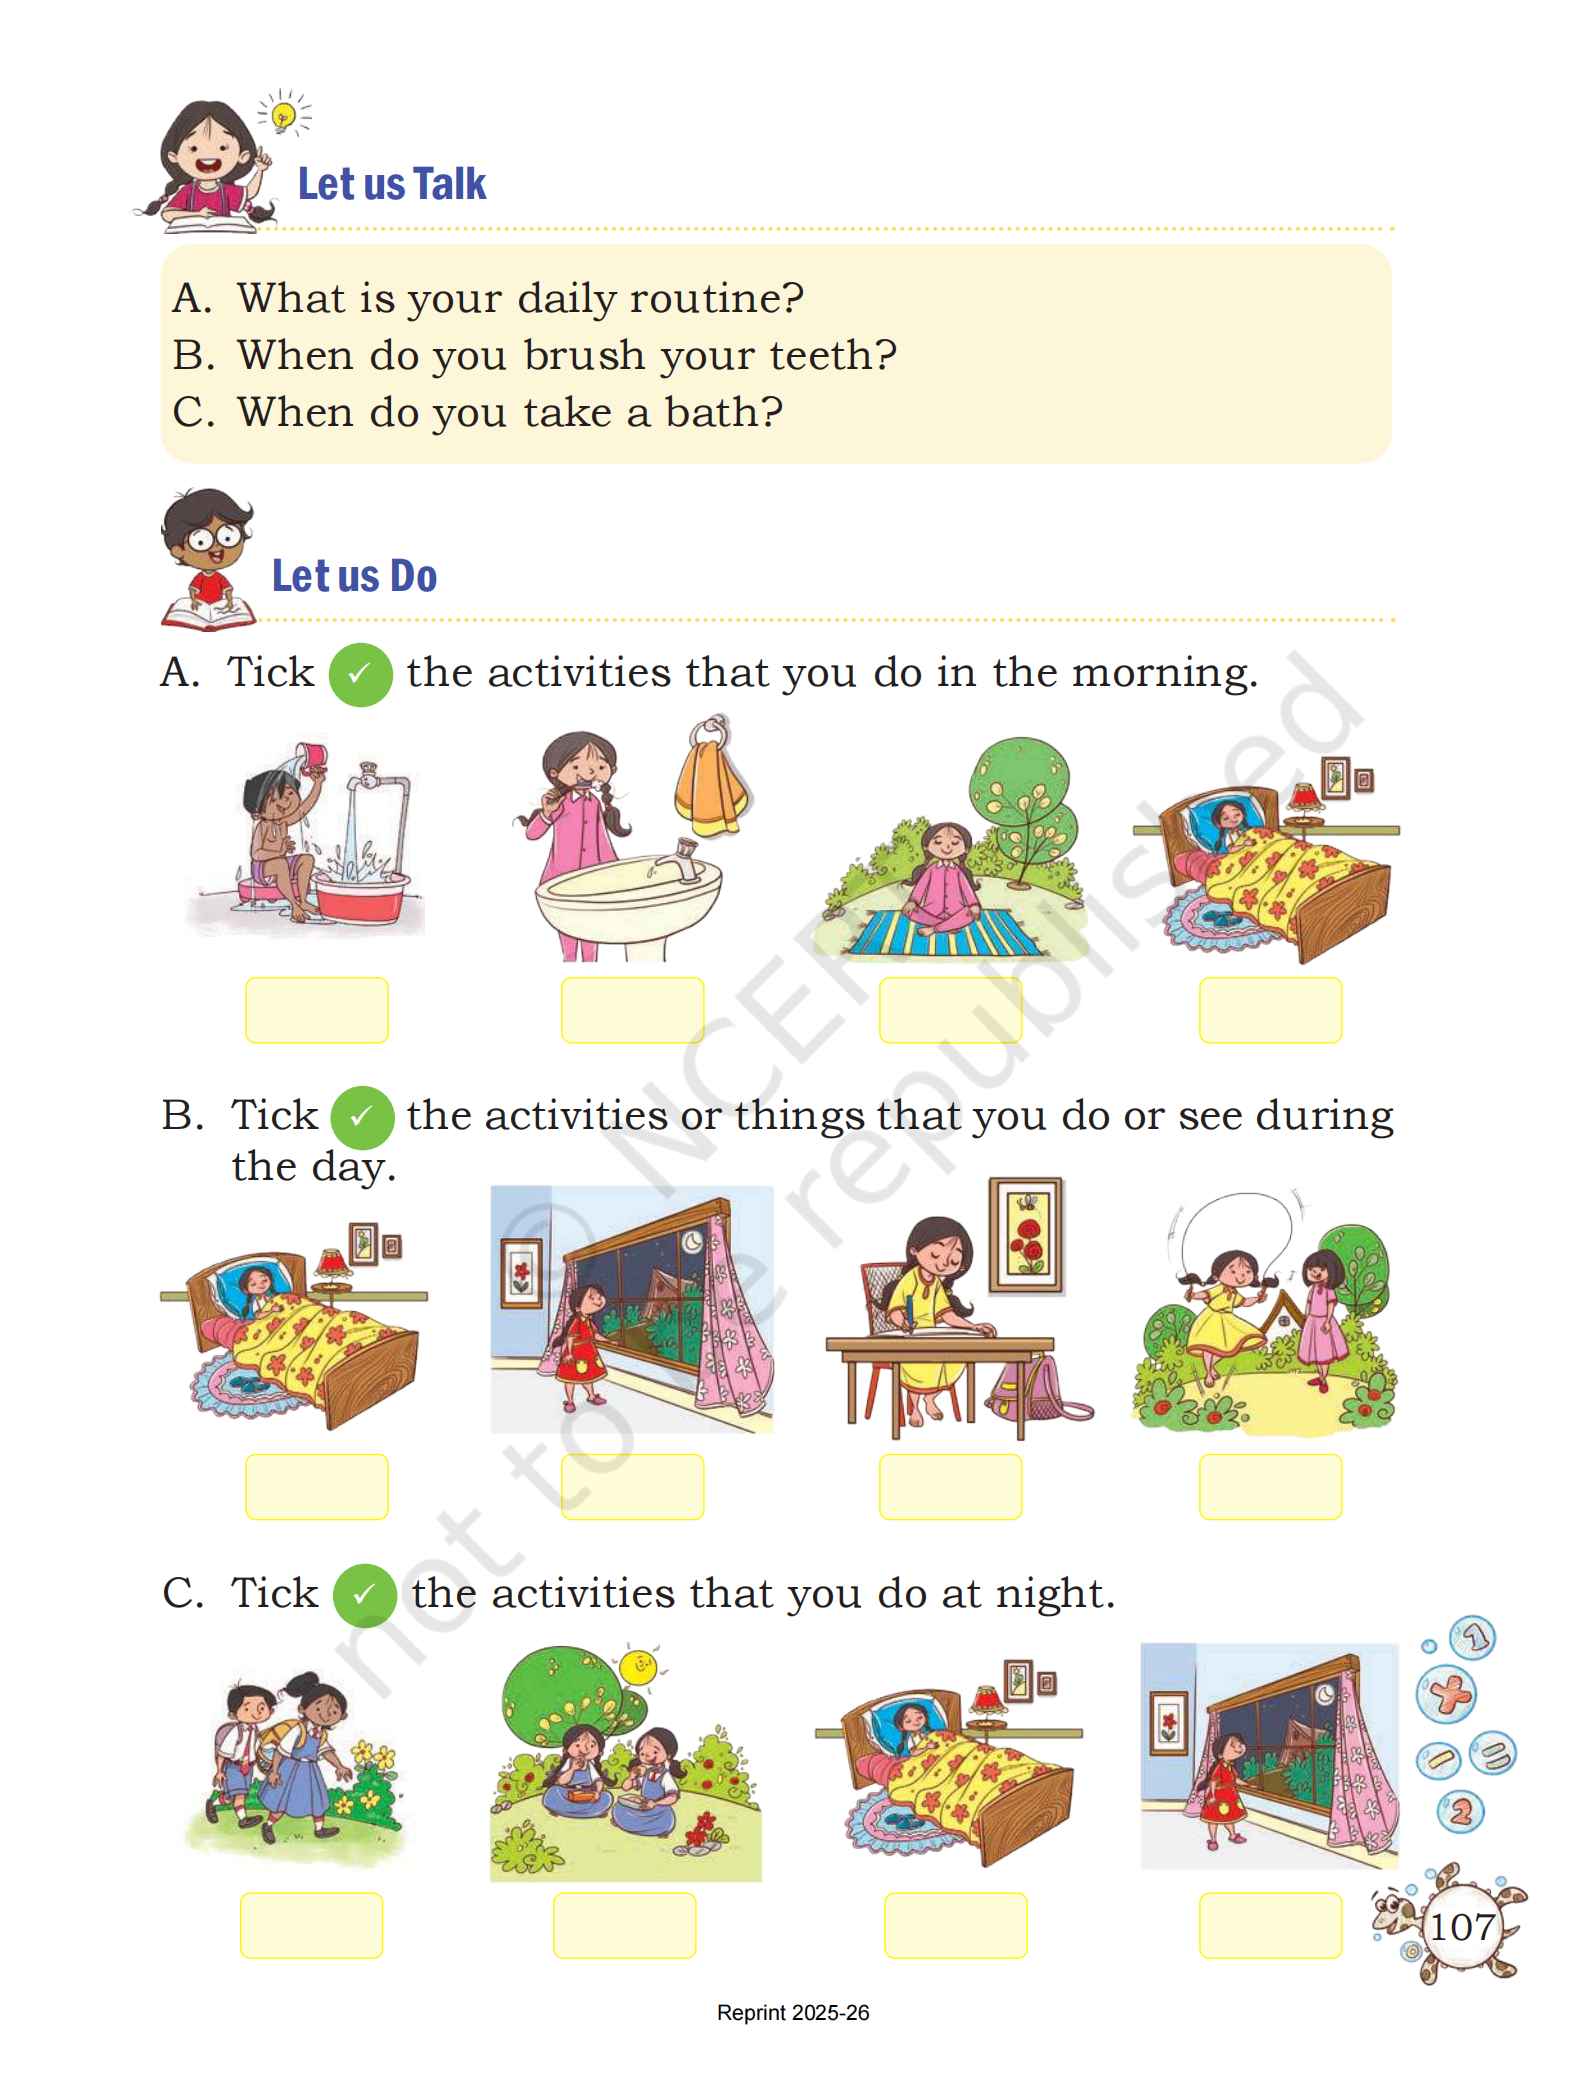 Let us Talk
A. What is your daily routine?
B. When do you brush your teeth?
C. When do you take a bath?
Let us Do
A. Tick ✓ the activities that you do in the morning.
B. Tick ✓ the activities or things that you do or see during
the day.
C. Tick ✓ the activities that you do at night.
1
+
−
=
2
107
Reprint 2025-26
© NCERT
not to be republished